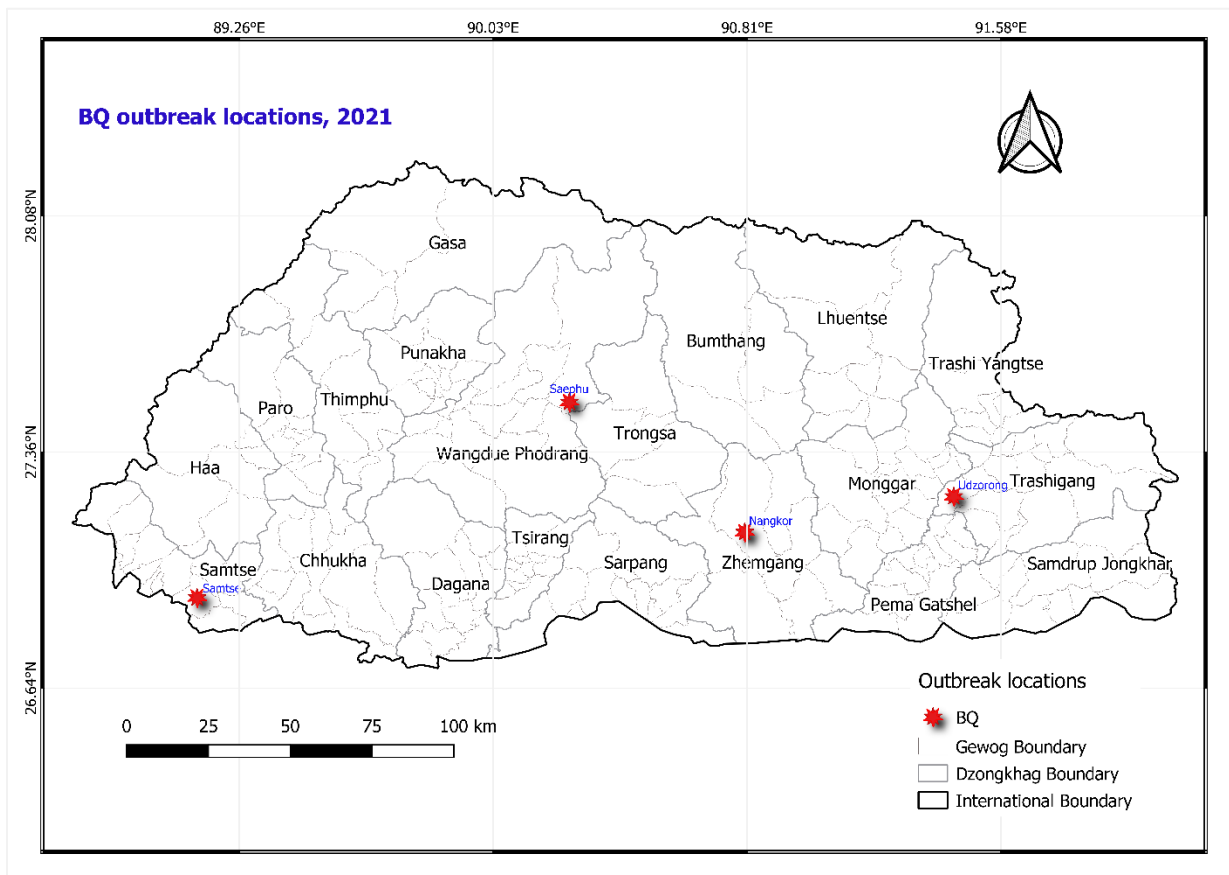 89.26°E 90.03°E 90.81°E 91.58°E
BQ outbreak locations, 2021
28.08°N
Gasa
Lhuentse
Bumthang
Punakha
Trashi Yangtse
Saephu
Thimphu
Paro
Trongsa
27.36°N
Wangdue Phodrang
Haa
Monggar
Udzorong
Trashigang
Nangkor
Tsirang
Chhukha
Sarpang
Zhemgang
Samtse
Samdrup Jongkhar
Dagana
Samtse
Pema Gatshel
26.64°N
Outbreak locations
BQ
Gewog Boundary
Dzongkhag Boundary
International Boundary
0 25 50 75 100 km